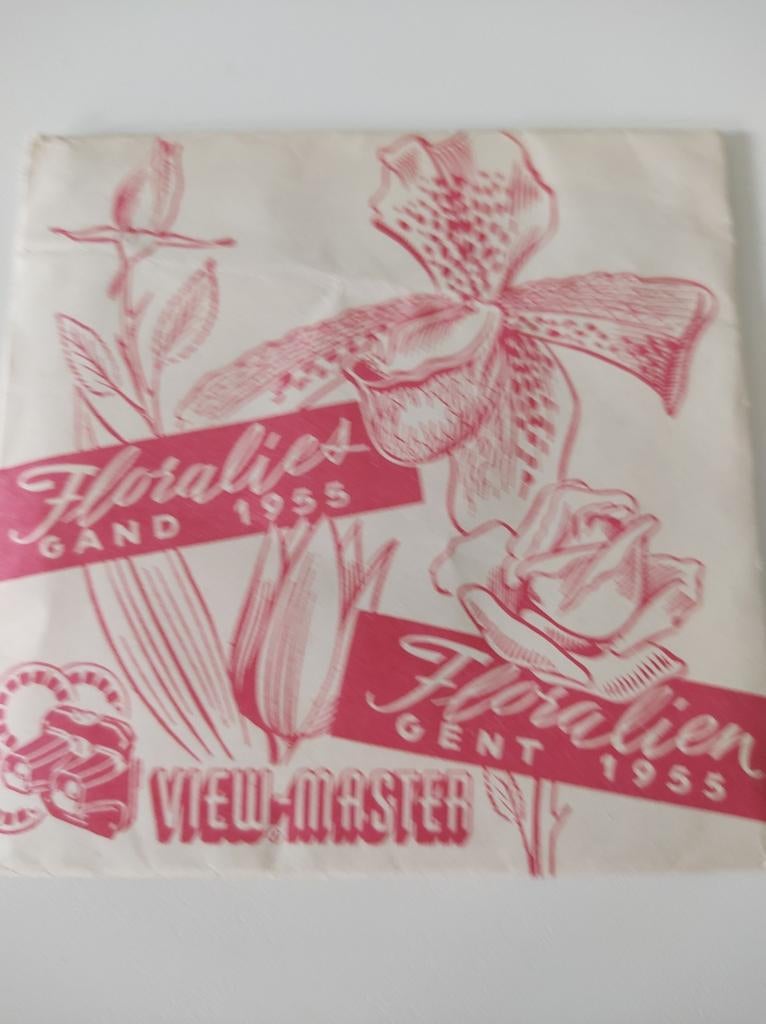 Floralies
GAND 1955
Floralien
GENT 1955
VIEW-MASTER